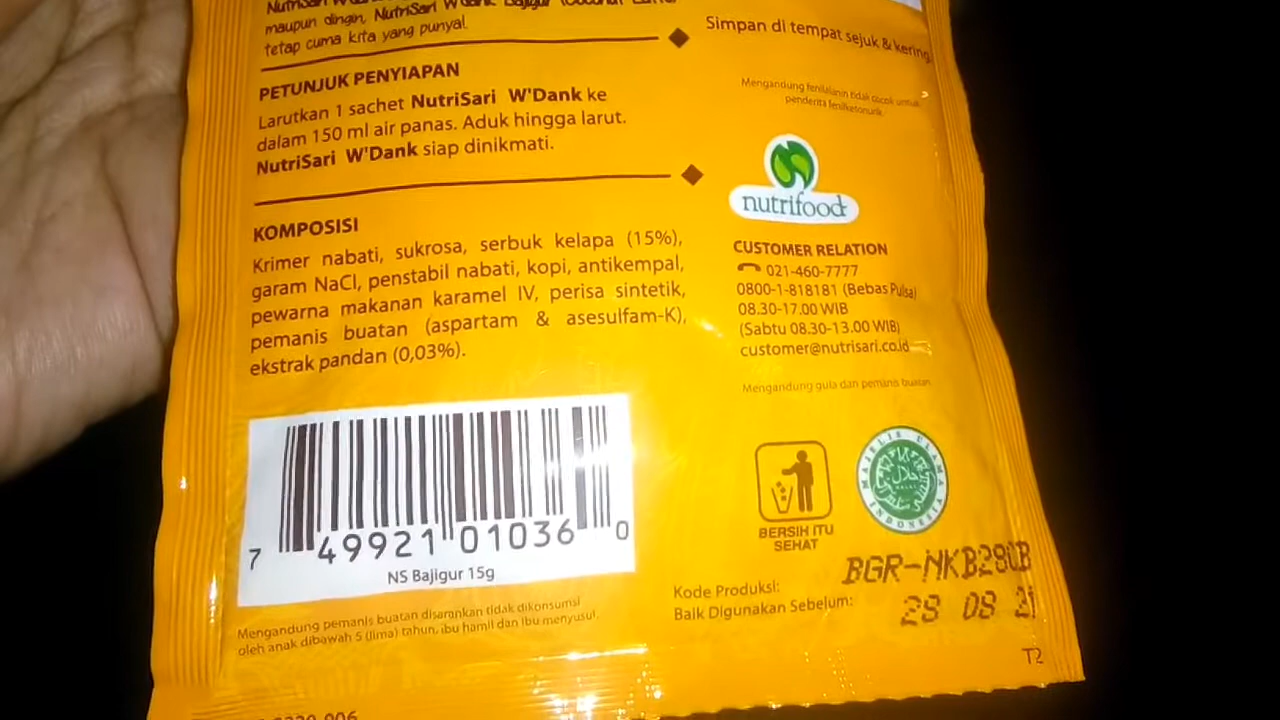 maupun dingin, NutriSari W'dank Bajigur (Coconut
tetap cuma kita yang punya!
PETUNJUK PENYIAPAN
Larutkan 1 sachet NutriSari W'Dank ke
dalam 150 ml air panas. Aduk hingga larut.
NutriSari W'Dank siap dinikmati.
KOMPOSISI
Krimer nabati, sukrosa, serbuk kelapa (15%),
garam NaCl, penstabil nabati, kopi, antikempal,
pewarna makanan karamel IV, perisa sintetik,
pemanis buatan (aspartam & asesulfam-K),
ekstrak pandan (0,03%).
7 49921 01036 0
NS Bajigur 15g
Mengandung pemanis buatan disarankan tidak dikonsumsi
oleh anak dibawah 5 (lima) tahun, ibu hamil dan ibu menyusui.
Simpan di tempat sejuk & kering
Mengandung fenilalanin tidak cocok untuk
penderita fenilketonurik
nutrifood
CUSTOMER RELATION
021-460-7777
0800-1-818181 (Bebas Pulsa)
08.30-17.00 WIB
(Sabtu 08.30-13.00 WIB)
customer@nutrisari.co.id
Mengandung gula dan pemanis buatan
BERSIH ITU
SEHAT
MAJELIS ULAMA
INDONESIA
حلال
HALAL
Kode Produksi: BGR-NKB280B
Baik Digunakan Sebelum: 28 08 21
T2